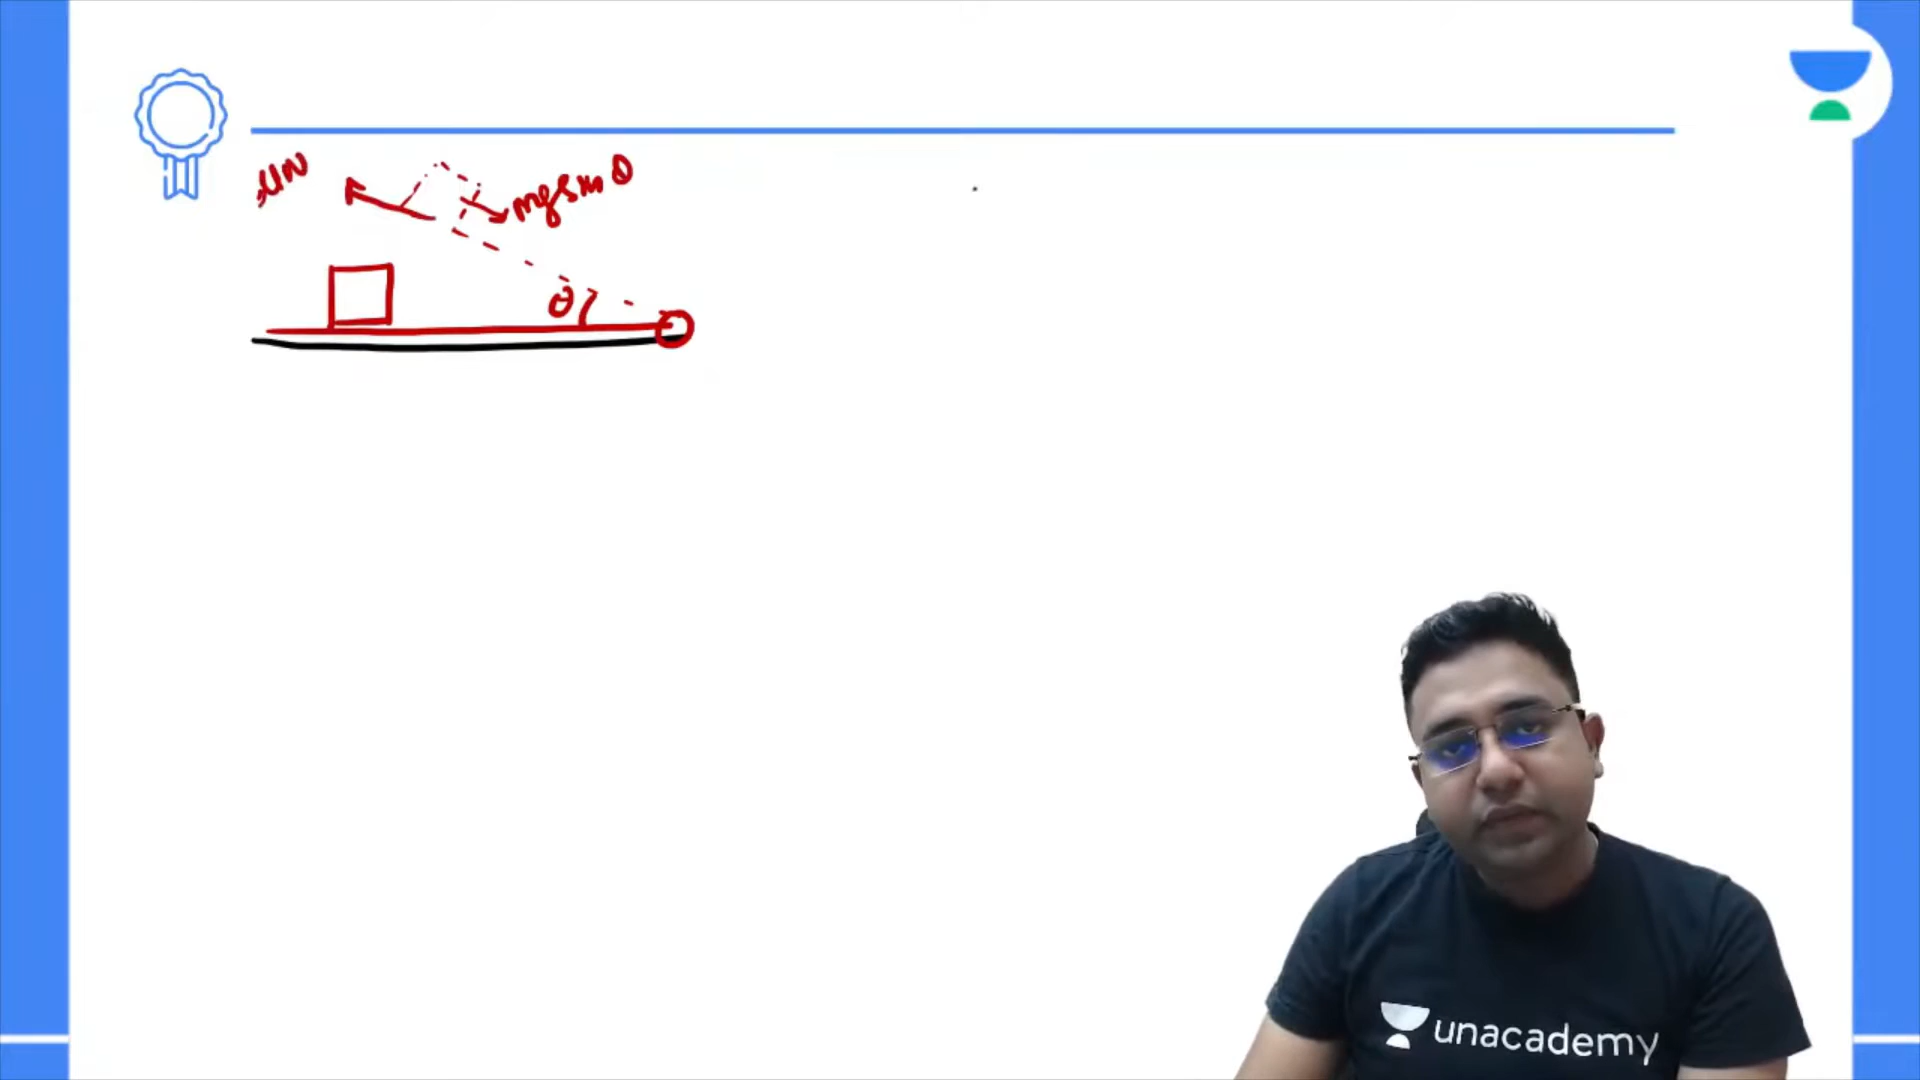 μN
mg sin θ
θ
unacademy